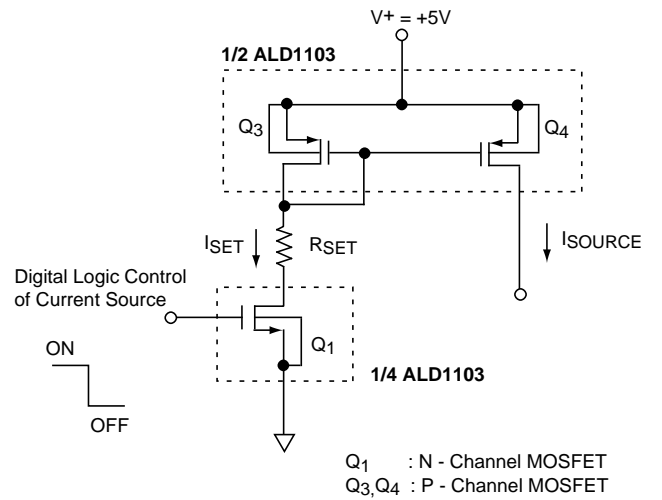 V+ = +5V
1/2 ALD1103
Q3
Q4
ISET
RSET
ISOURCE
Digital Logic Control
of Current Source
ON
OFF
Q1
1/4 ALD1103
Q1 : N - Channel MOSFET
Q3,Q4 : P - Channel MOSFET